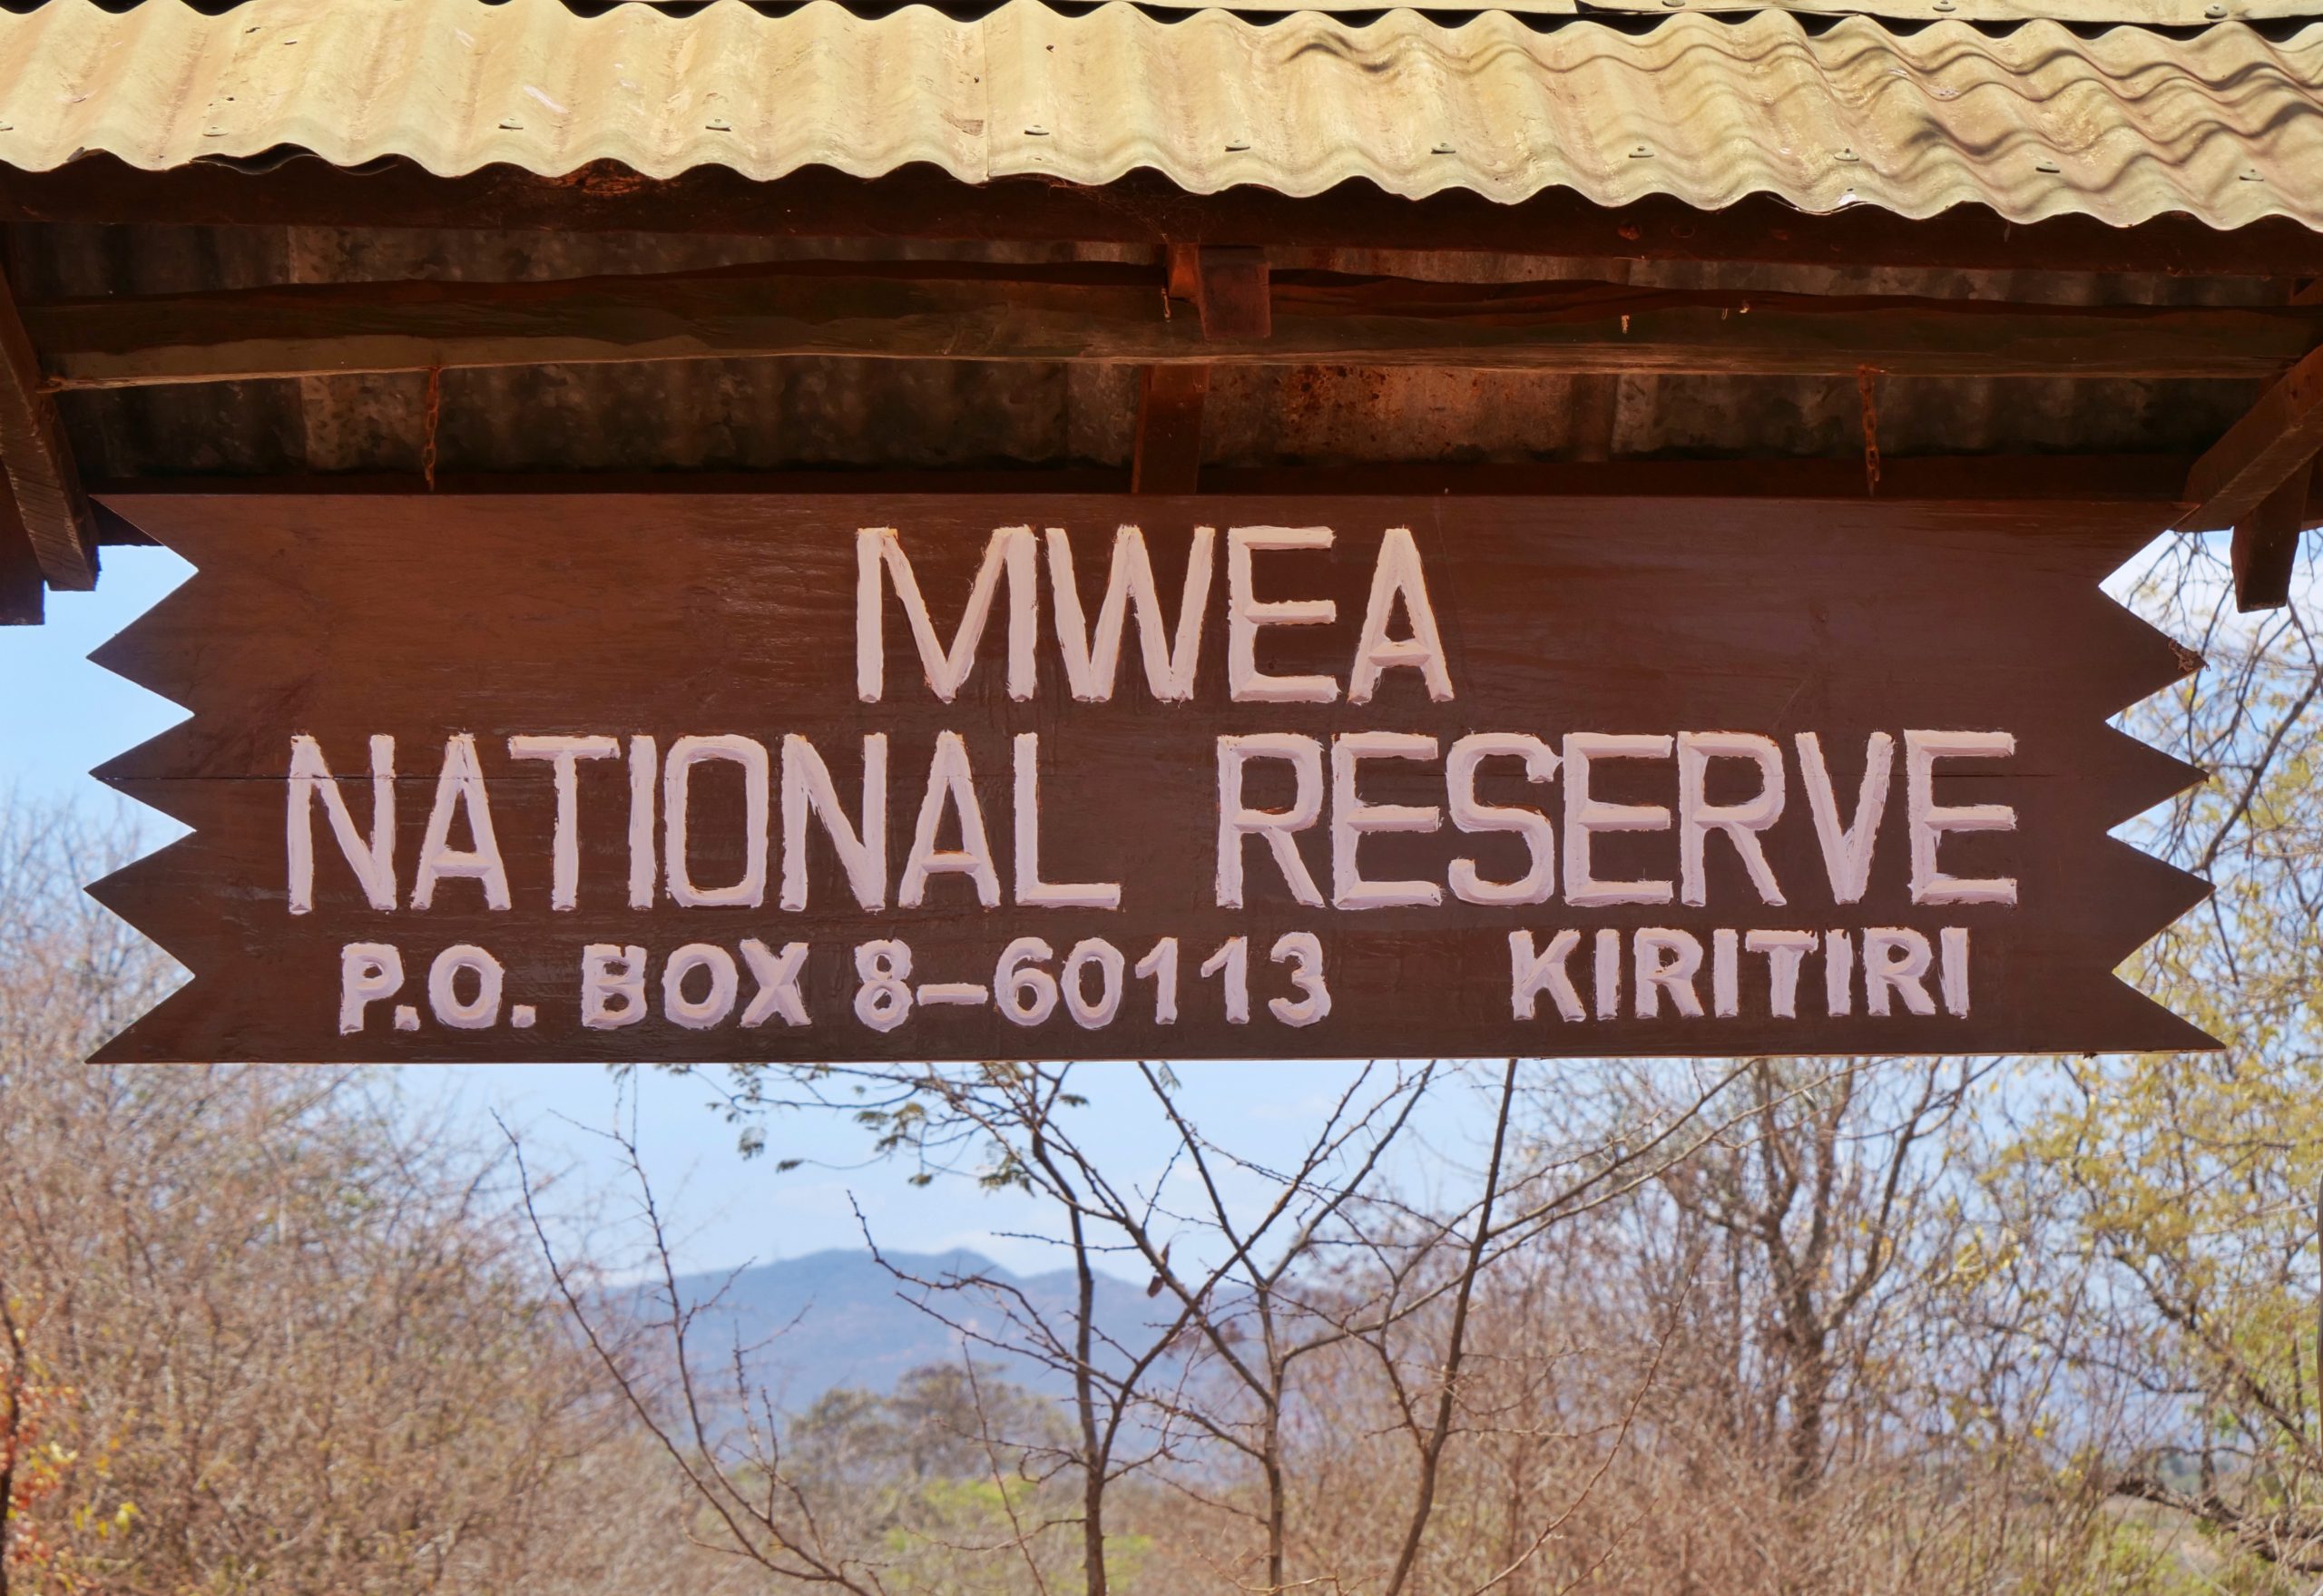 MWEA
NATIONAL RESERVE
P.O. BOX 8-60113 KIRITIRI